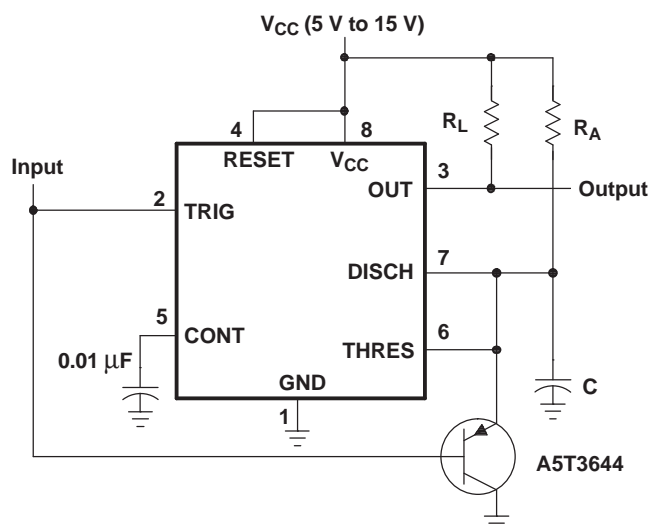 VCC (5 V to 15 V)
4
8
RL
RA
RESET
VCC
Input
3
OUT
Output
2
TRIG
7
DISCH
5
CONT
6
THRES
0.01 μF
GND
C
1
A5T3644